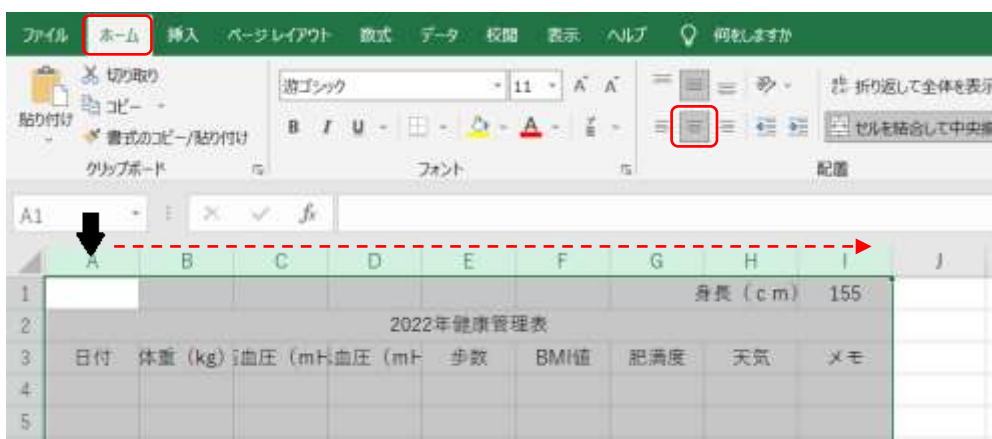 ファイル ホーム 挿入 ページレイアウト 数式 データ 校閲 表示 ヘルプ 何をしますか
切り取り 游ゴシック 11 A A 折り返して全体を表示
コピー
貼り付け 書式のコピー/貼り付け B I U A セルを結合して中央揃
クリップボード フォント 配置
A1 fx
A B C D E F G H I J
1 身長(cm) 155
2 2022年健康管理表
3 日付 体重(kg) 血圧(mH 血圧(mH 歩数 BMI値 肥満度 天気 メモ
4
5